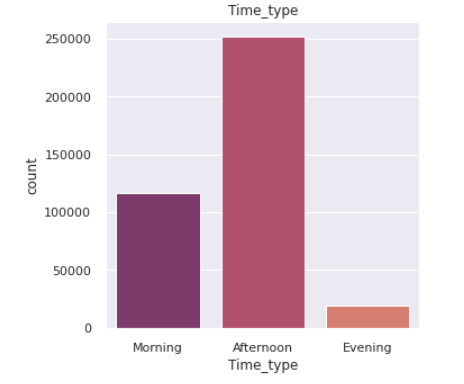 Time_type
250000
200000
150000
100000
50000
0
count
Morning Afternoon Evening
Time_type